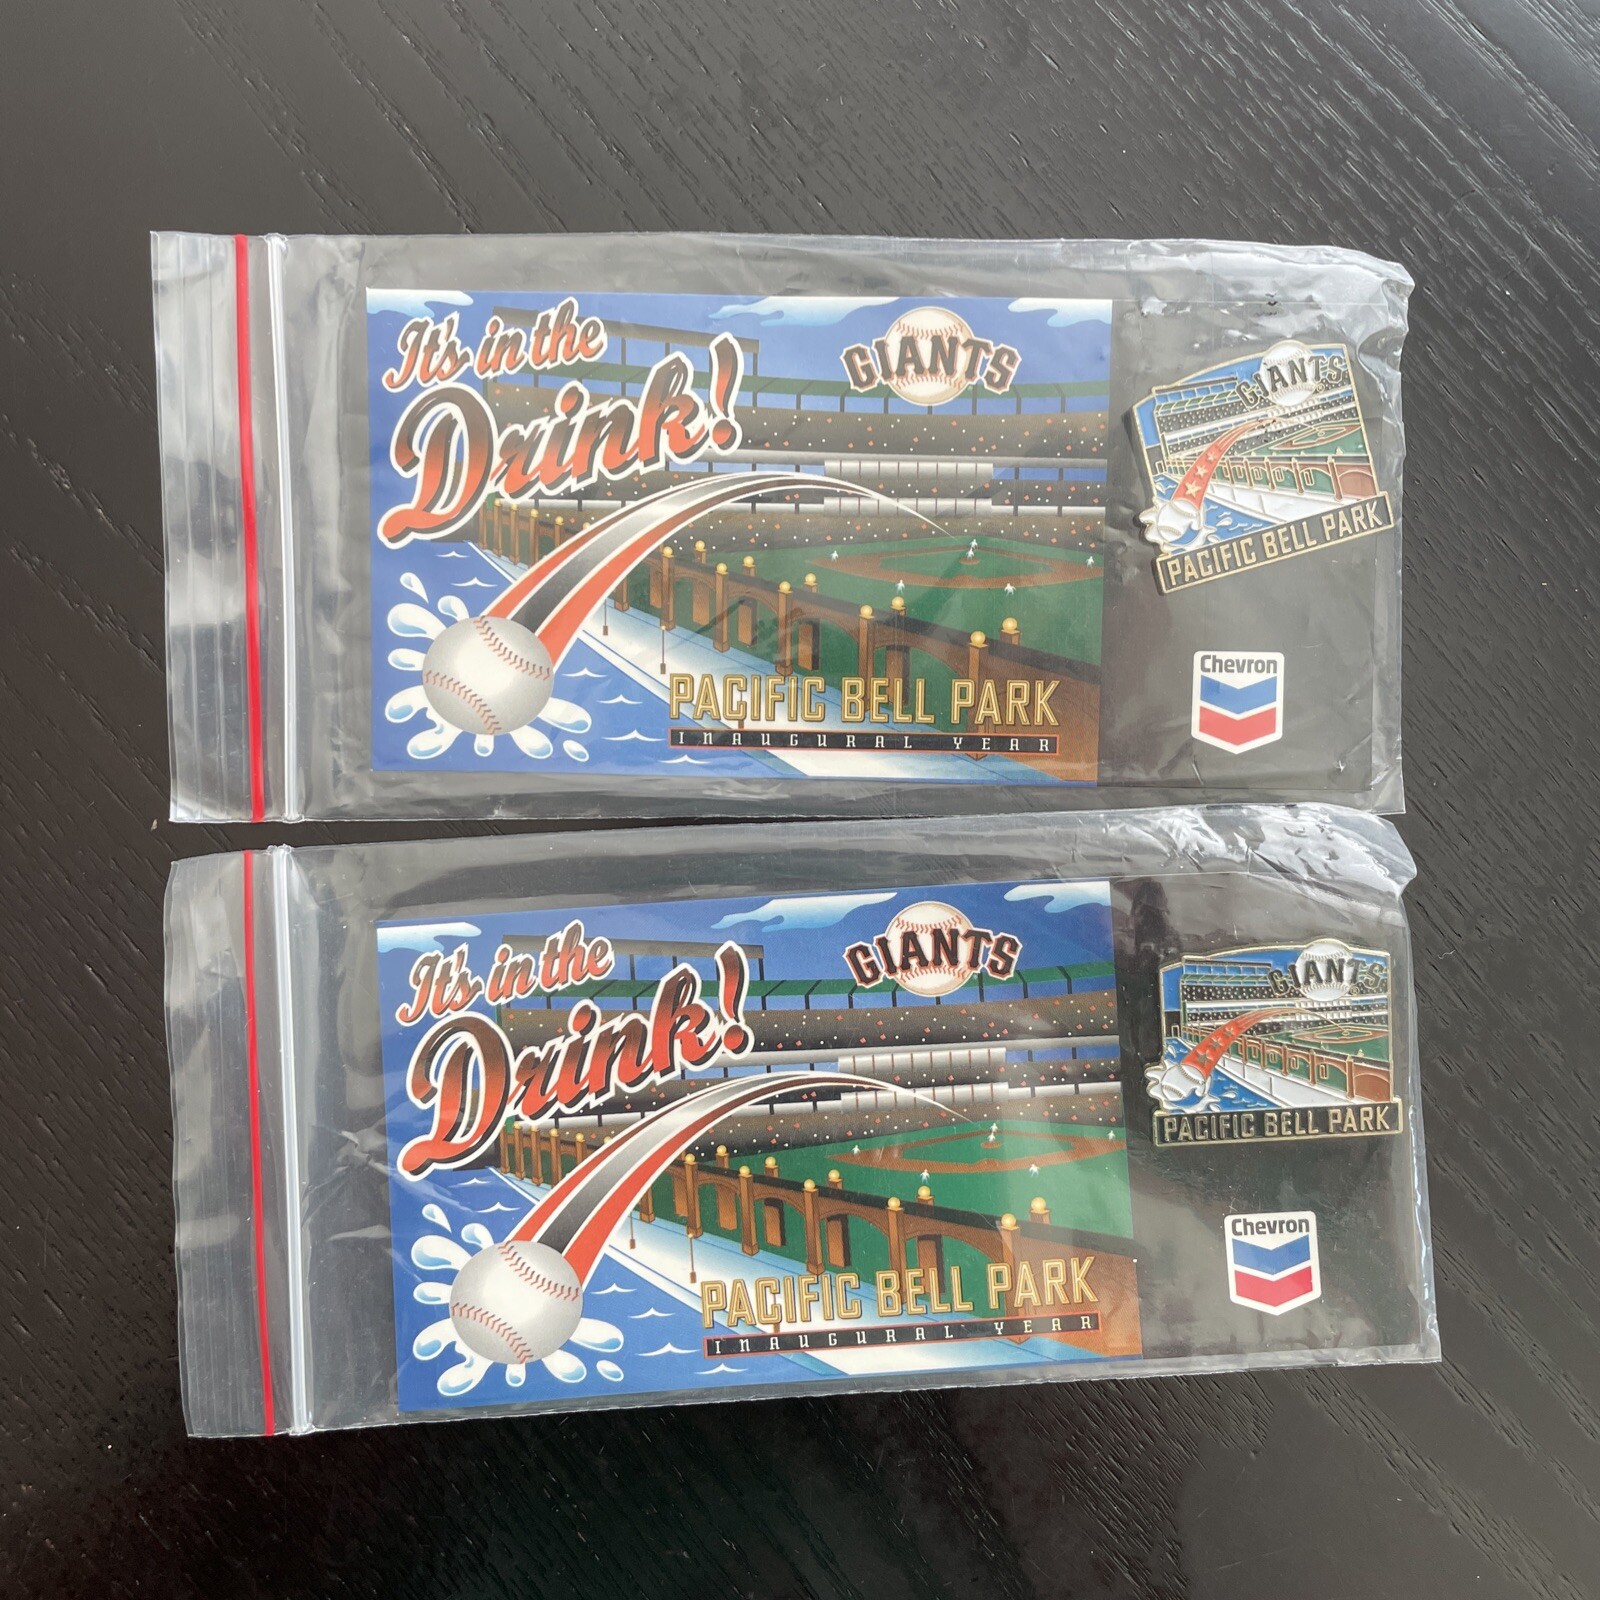 It's in the
Drink!
GIANTS
PACIFIC BELL PARK
INAUGURAL YEAR
GIANTS
PACIFIC BELL PARK
Chevron
It's in the
Drink!
GIANTS
PACIFIC BELL PARK
INAUGURAL YEAR
GIANTS
PACIFIC BELL PARK
Chevron